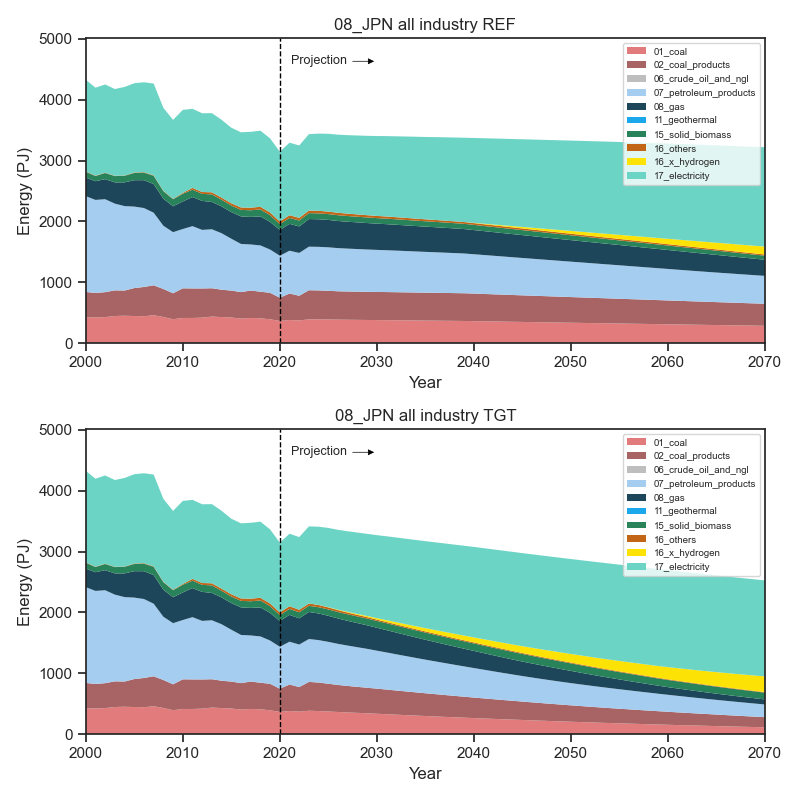 08_JPN all industry REF
5000
4000
3000
2000
1000
0
Energy (PJ)
Projection
01_coal
02_coal_products
06_crude_oil_and_ngl
07_petroleum_products
08_gas
11_geothermal
15_solid_biomass
16_others
16_x_hydrogen
17_electricity
2000 2010 2020 2030 2040 2050 2060 2070
Year
08_JPN all industry TGT
5000
4000
3000
2000
1000
0
Energy (PJ)
Projection
01_coal
02_coal_products
06_crude_oil_and_ngl
07_petroleum_products
08_gas
11_geothermal
15_solid_biomass
16_others
16_x_hydrogen
17_electricity
2000 2010 2020 2030 2040 2050 2060 2070
Year